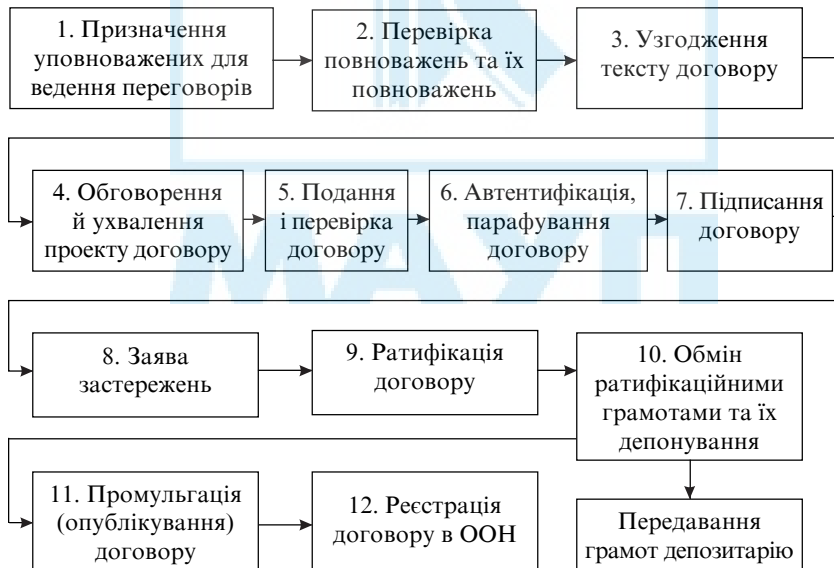 1. Призначення
уповноважених для
ведення переговорів
2. Перевірка
повноважень та їх
повноважень
3. Узгодження
тексту договору
4. Обговорення
й ухвалення
проекту договору
5. Подання
і перевірка
договору
6. Автентифікація,
парафування
договору
7. Підписання
договору
МАУП
8. Заява
застережень
9. Ратифікація
договору
10. Обмін
ратифікаційними
грамотами та їх
депонування
11. Промульгація
(опублікування)
договору
12. Реєстрація
договору в ООН
Передавання
грамот депозитарію